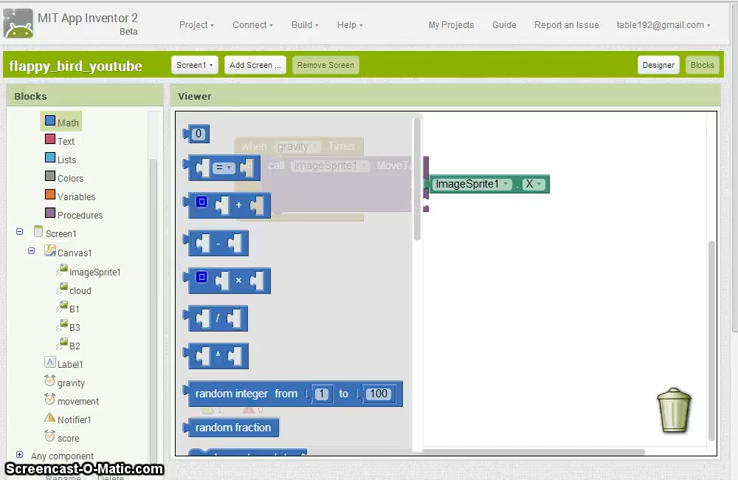 MIT App Inventor 2
Beta
Project Connect Build Help My Projects Guide Report an Issue table192@gmail.com
flappy_bird_youtube Screen1 Add Screen ... Remove Screen Designer Blocks
Blocks Viewer
Math
Text
Lists
Colors
Variables
Procedures
Screen1
Canvas1
ImageSprite1
cloud
B1
B3
B2
Label1
gravity
movement
Notifier1
score
Any component
Rename Delete
0
=
+
-
×
/
^
random integer from 1 to 100
random fraction
when gravity Timer
call ImageSprite1 MoveTo
ImageSprite1 . X
Screencast-O-Matic.com